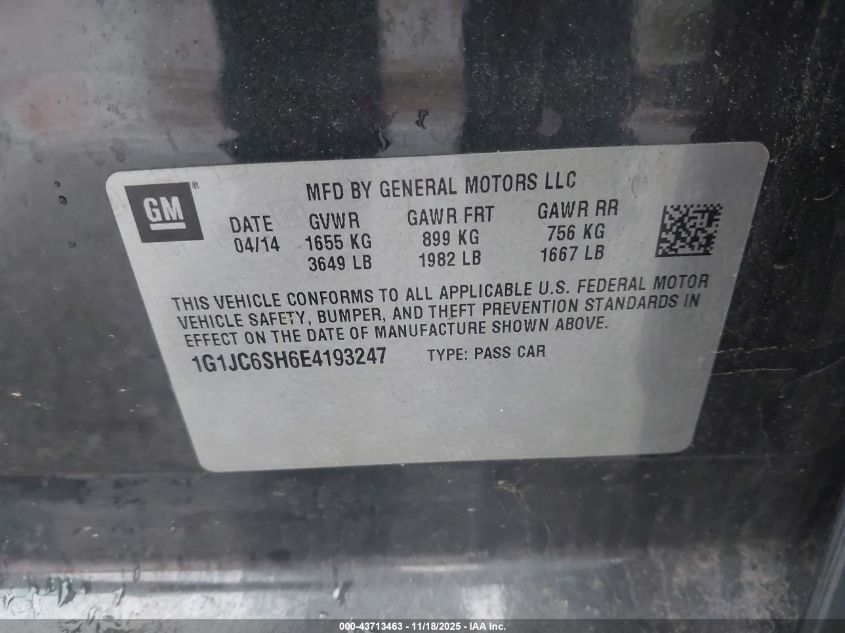 GM ®
MFD BY GENERAL MOTORS LLC
DATE GVWR GAWR FRT GAWR RR
04/14 1655 KG 899 KG 756 KG
3649 LB 1982 LB 1667 LB
THIS VEHICLE CONFORMS TO ALL APPLICABLE U.S. FEDERAL MOTOR
VEHICLE SAFETY, BUMPER, AND THEFT PREVENTION STANDARDS IN
EFFECT ON THE DATE OF MANUFACTURE SHOWN ABOVE.
1G1JC6SH6E4193247 TYPE: PASS CAR
000-43713463 - 11/18/2025 - IAA Inc.